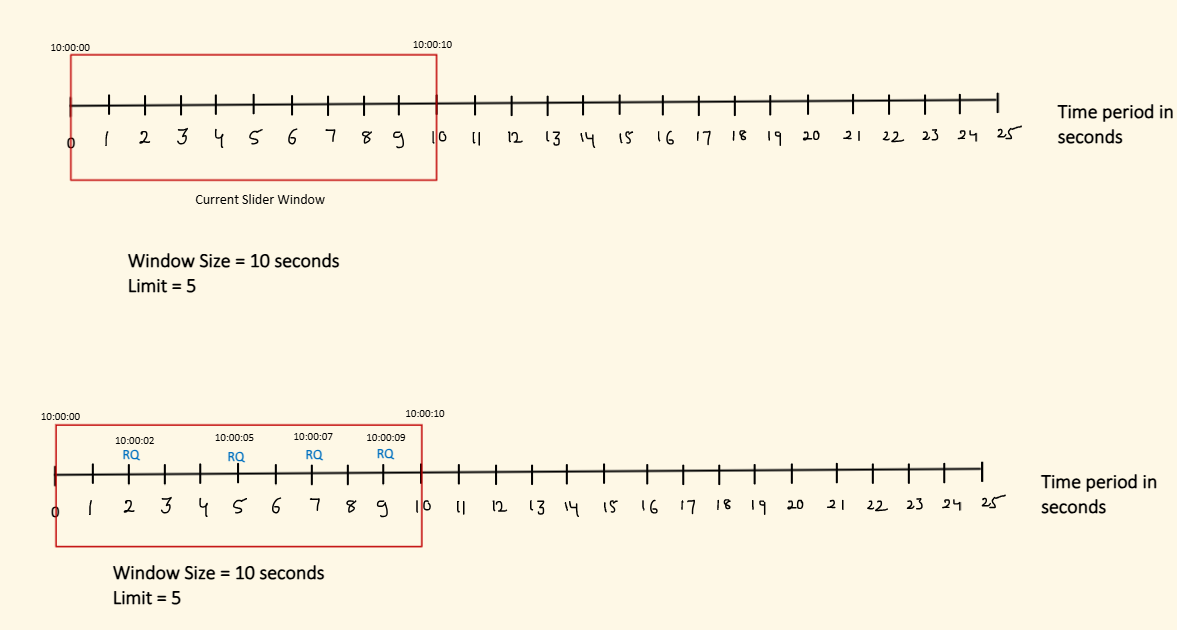 10:00:00 10:00:10
0 1 2 3 4 5 6 7 8 9 10 11 12 13 14 15 16 17 18 19 20 21 22 23 24 25
Time period in
seconds
Current Slider Window
Window Size = 10 seconds
Limit = 5
10:00:00 10:00:10
10:00:02 10:00:05 10:00:07 10:00:09
RQ RQ RQ RQ
0 1 2 3 4 5 6 7 8 9 10 11 12 13 14 15 16 17 18 19 20 21 22 23 24 25
Time period in
seconds
Window Size = 10 seconds
Limit = 5